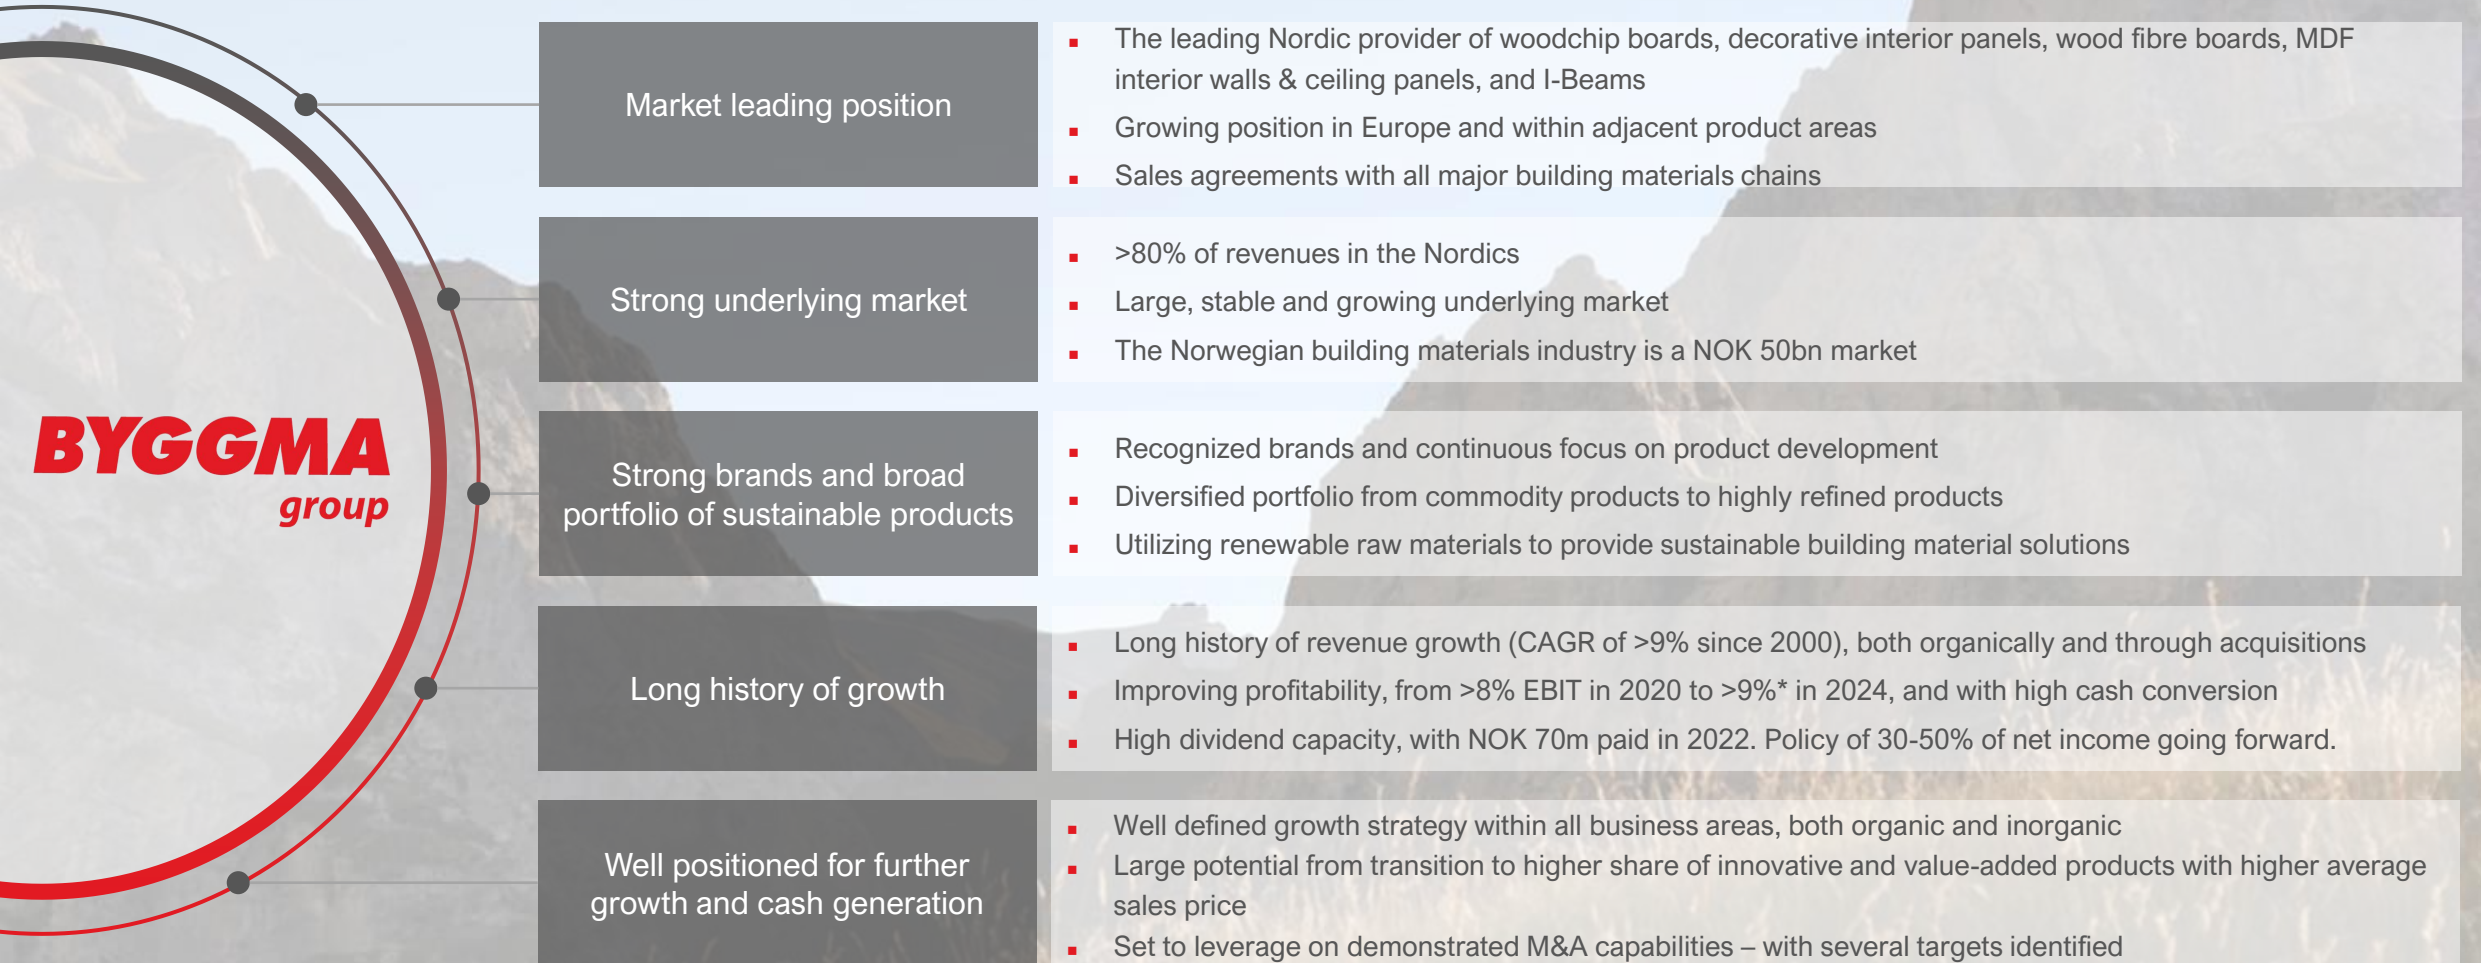 BYGGMA
group
Market leading position
The leading Nordic provider of woodchip boards, decorative interior panels, wood fibre boards, MDF
interior walls & ceiling panels, and I-Beams
Growing position in Europe and within adjacent product areas
Sales agreements with all major building materials chains
Strong underlying market
>80% of revenues in the Nordics
Large, stable and growing underlying market
The Norwegian building materials industry is a NOK 50bn market
Strong brands and broad
portfolio of sustainable products
Recognized brands and continuous focus on product development
Diversified portfolio from commodity products to highly refined products
Utilizing renewable raw materials to provide sustainable building material solutions
Long history of growth
Long history of revenue growth (CAGR of >9% since 2000), both organically and through acquisitions
Improving profitability, from >8% EBIT in 2020 to >9%* in 2024, and with high cash conversion
High dividend capacity, with NOK 70m paid in 2022. Policy of 30-50% of net income going forward.
Well positioned for further
growth and cash generation
Well defined growth strategy within all business areas, both organic and inorganic
Large potential from transition to higher share of innovative and value-added products with higher average
sales price
Set to leverage on demonstrated M&A capabilities – with several targets identified